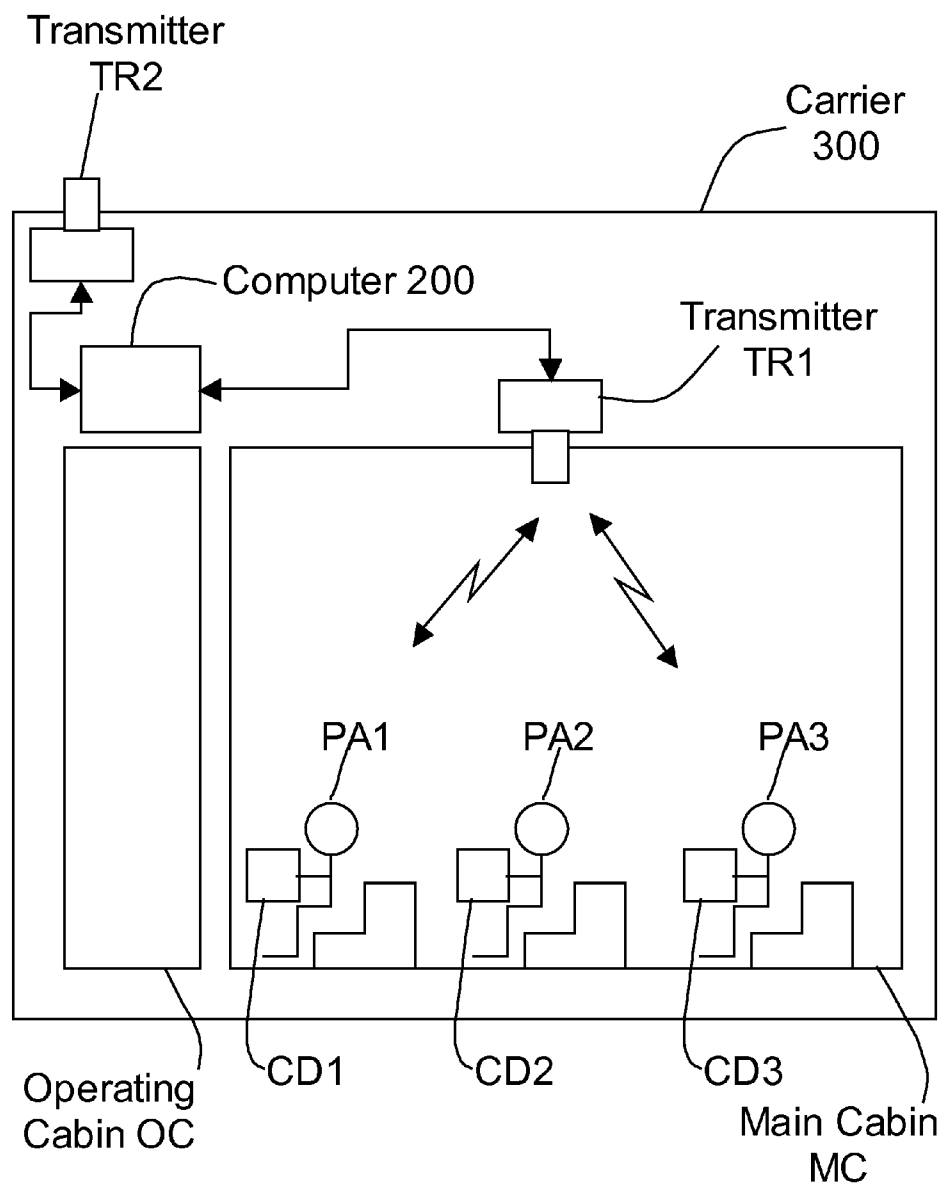 Transmitter
TR2
Carrier
300
Computer 200
Transmitter
TR1
PA1
PA2
PA3
CD1
CD2
CD3
Operating
Cabin OC
Main Cabin
MC